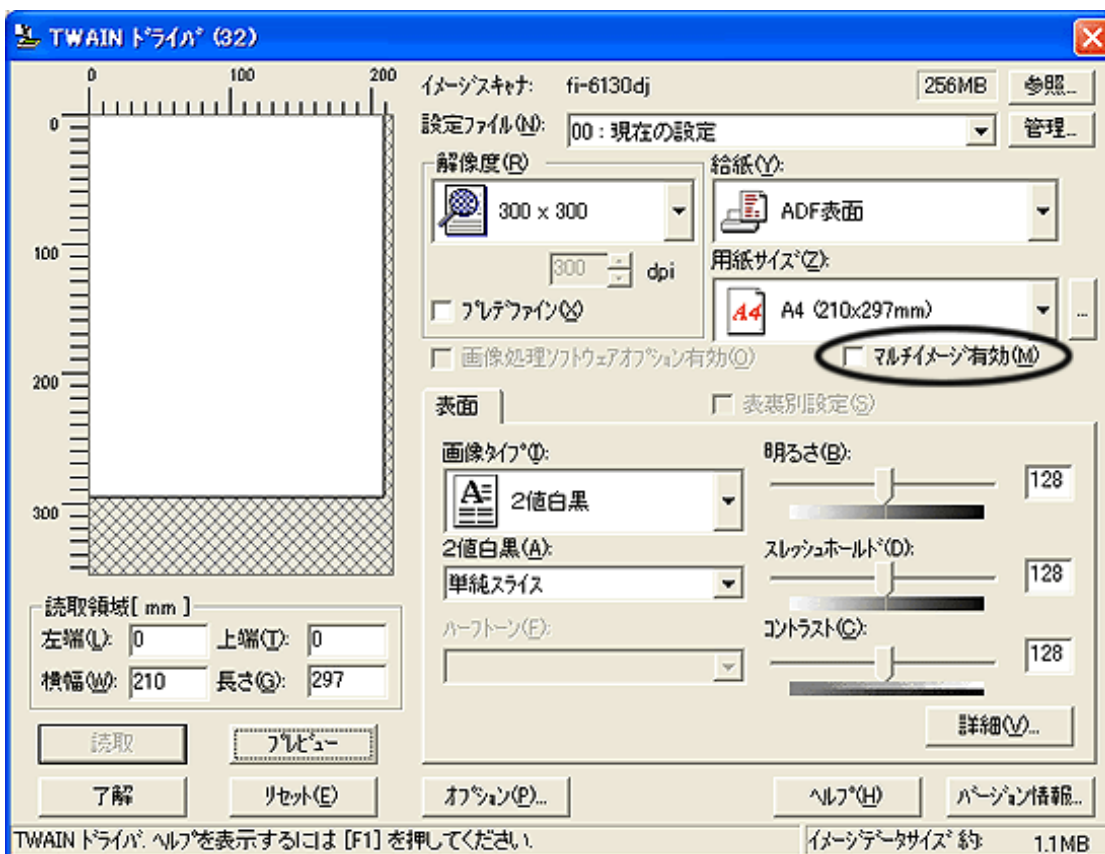 TWAIN ﾄﾞﾗｲﾊﾞ (32)
0 100 200
0
100
200
300
ｲﾒｰｼﾞｽｷｬﾅ: fi-6130dj 256MB 参照...
設定ﾌｧｲﾙ(N): 00 : 現在の設定 管理...
解像度(R)
300 x 300
300 dpi
ﾌﾟﾚﾃﾞﾌｧｲﾝ(X)
給紙(Y):
ADF表面
用紙ｻｲｽﾞ(Z):
A4 A4 (210x297mm) ...
画像処理ｿﾌﾄｳｪｱｵﾌﾟｼｮﾝ有効(O) ﾏﾙﾁｲﾒｰｼﾞ有効(M)
表面 表裏別設定(S)
画像ﾀｲﾌﾟ(I):
2値白黒
2値白黒(A):
単純ｽﾗｲｽ
ﾊｰﾌﾄｰﾝ(F):
明るさ(B):
128
ｽﾚｯｼｭﾎｰﾙﾄﾞ(D):
128
ｺﾝﾄﾗｽﾄ(C):
128
詳細(V)...
読取領域[ mm ]
左端(L): 0 上端(T): 0
横幅(W): 210 長さ(G): 297
読取 ﾌﾟﾚﾋﾞｭｰ
了解 ﾘｾｯﾄ(E) ｵﾌﾟｼｮﾝ(P)... ﾍﾙﾌﾟ(H) ﾊﾞｰｼﾞｮﾝ情報...
TWAIN ﾄﾞﾗｲﾊﾞ. ﾍﾙﾌﾟを表示するには [F1] を押してください. ｲﾒｰｼﾞﾃﾞｰﾀｻｲｽﾞ 約: 1.1MB